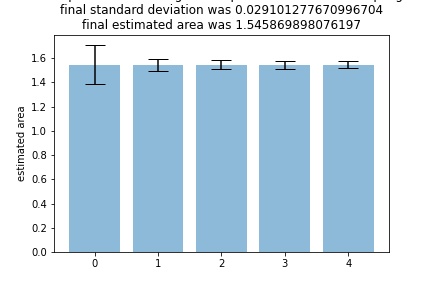 final standard deviation was 0.029101277670996704
final estimated area was 1.545869898076197
1.6
1.4
1.2
1.0
0.8
0.6
0.4
0.2
0.0
estimated area
0 1 2 3 4